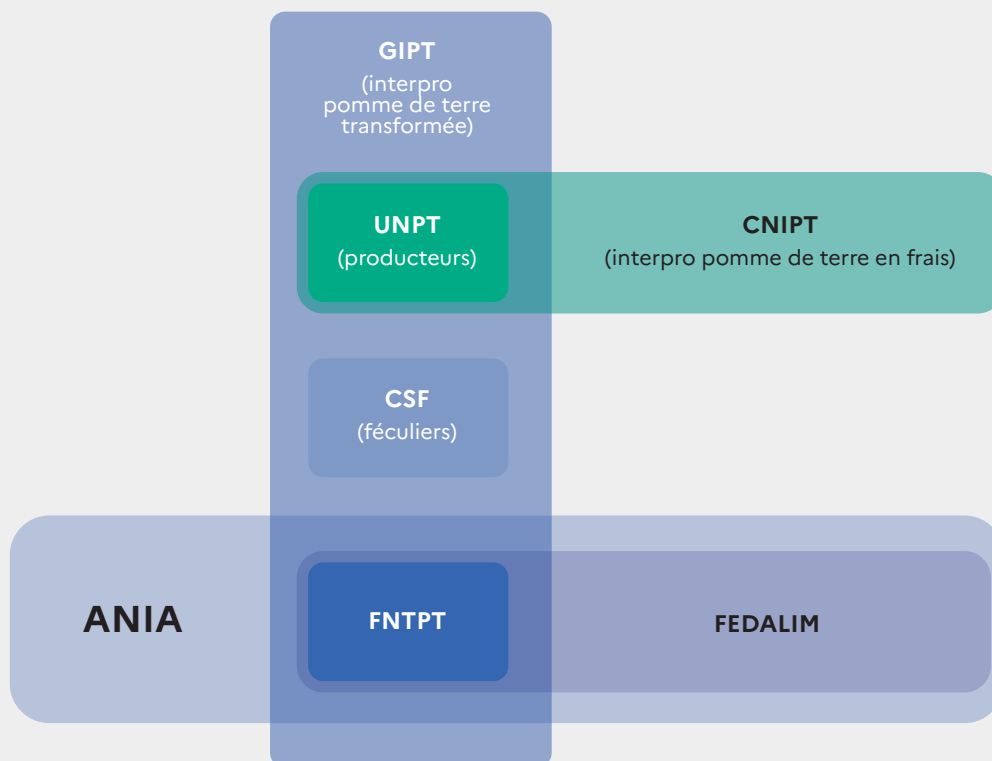 GIPT
(interpro
pomme de terre
transformée)
UNPT
(producteurs)
CNIPT
(interpro pomme de terre en frais)
CSF
(féculiers)
ANIA
FNTPT
FEDALIM